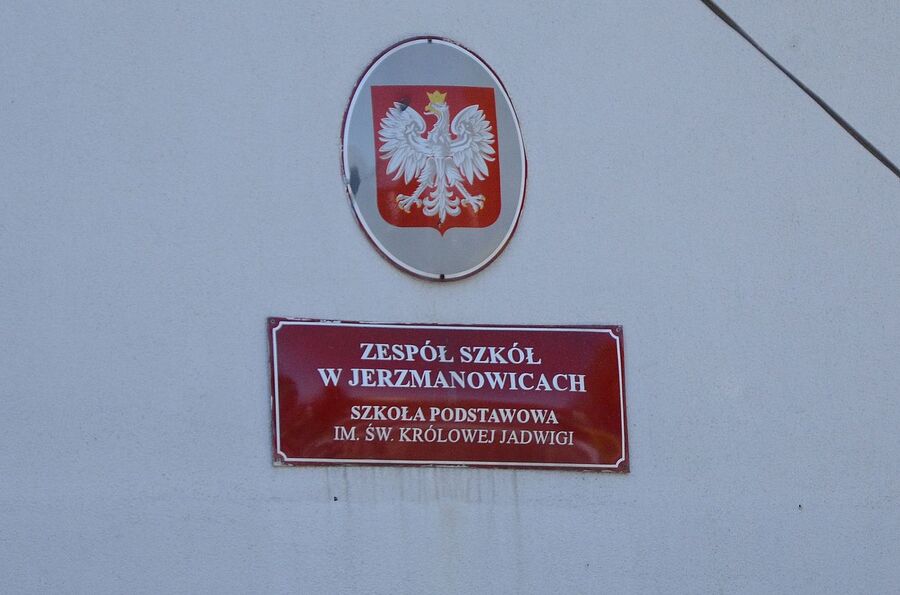 ZESPÓŁ SZKÓŁ
W JERZMANOWICACH
SZKOŁA PODSTAWOWA
IM. ŚW. KRÓLOWEJ JADWIGI